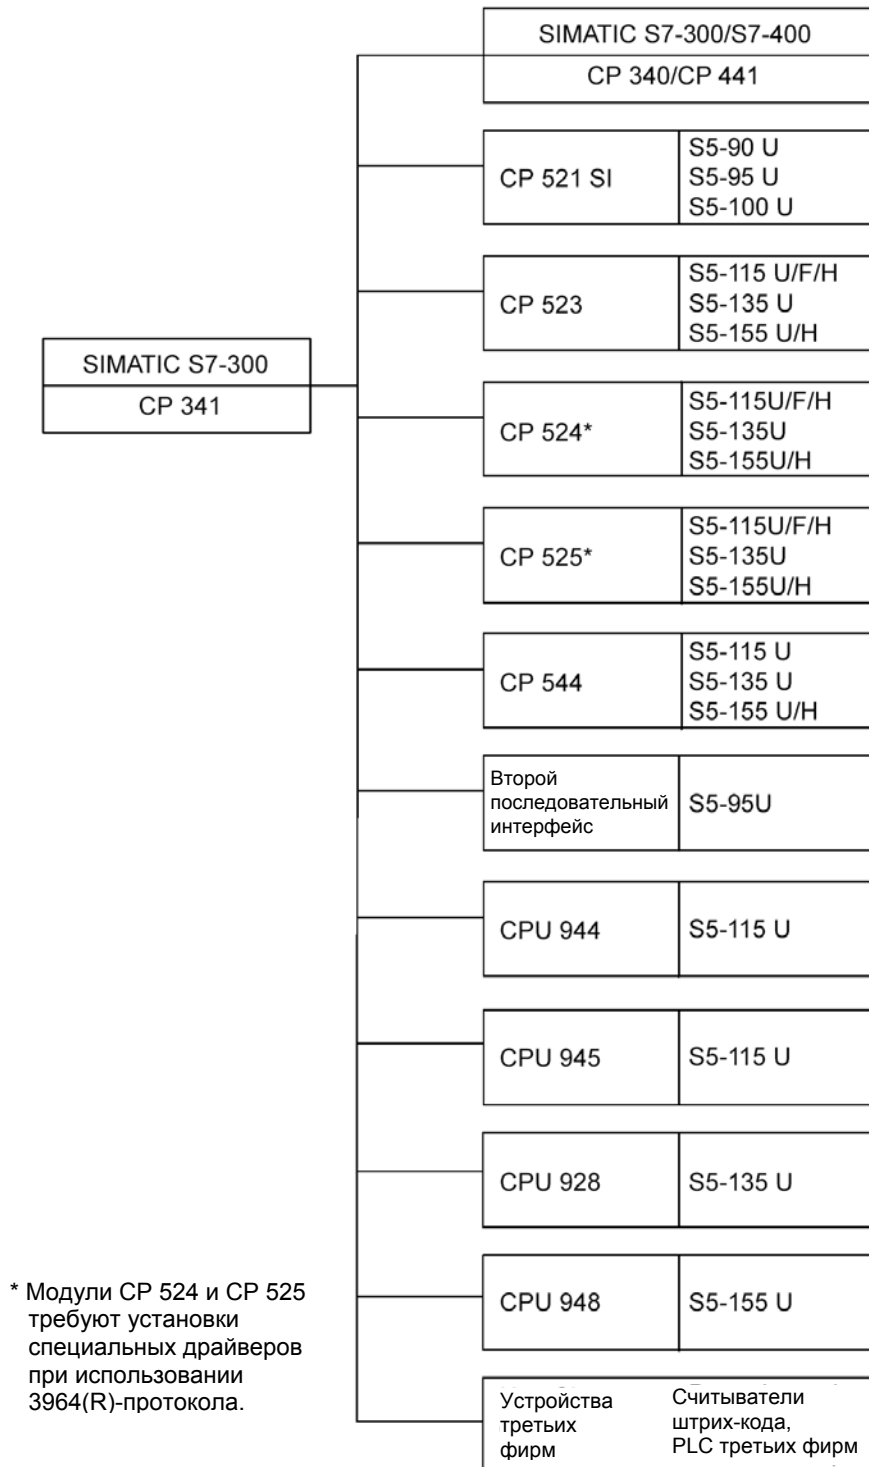 SIMATIC S7-300/S7-400
CP 340/CP 441
CP 521 SI
S5-90 U
S5-95 U
S5-100 U
CP 523
S5-115 U/F/H
S5-135 U
S5-155 U/H
SIMATIC S7-300
CP 341
CP 524*
S5-115U/F/H
S5-135U
S5-155U/H
CP 525*
S5-115U/F/H
S5-135U
S5-155U/H
CP 544
S5-115 U
S5-135 U
S5-155 U/H
Второй
последовательный
интерфейс
S5-95U
CPU 944
S5-115 U
CPU 945
S5-115 U
CPU 928
S5-135 U
CPU 948
S5-155 U
* Модули CP 524 и CP 525
требуют установки
специальных драйверов
при использовании
3964(R)-протокола.
Устройства
третьих
фирм
Считыватели
штрих-кода,
PLC третьих фирм